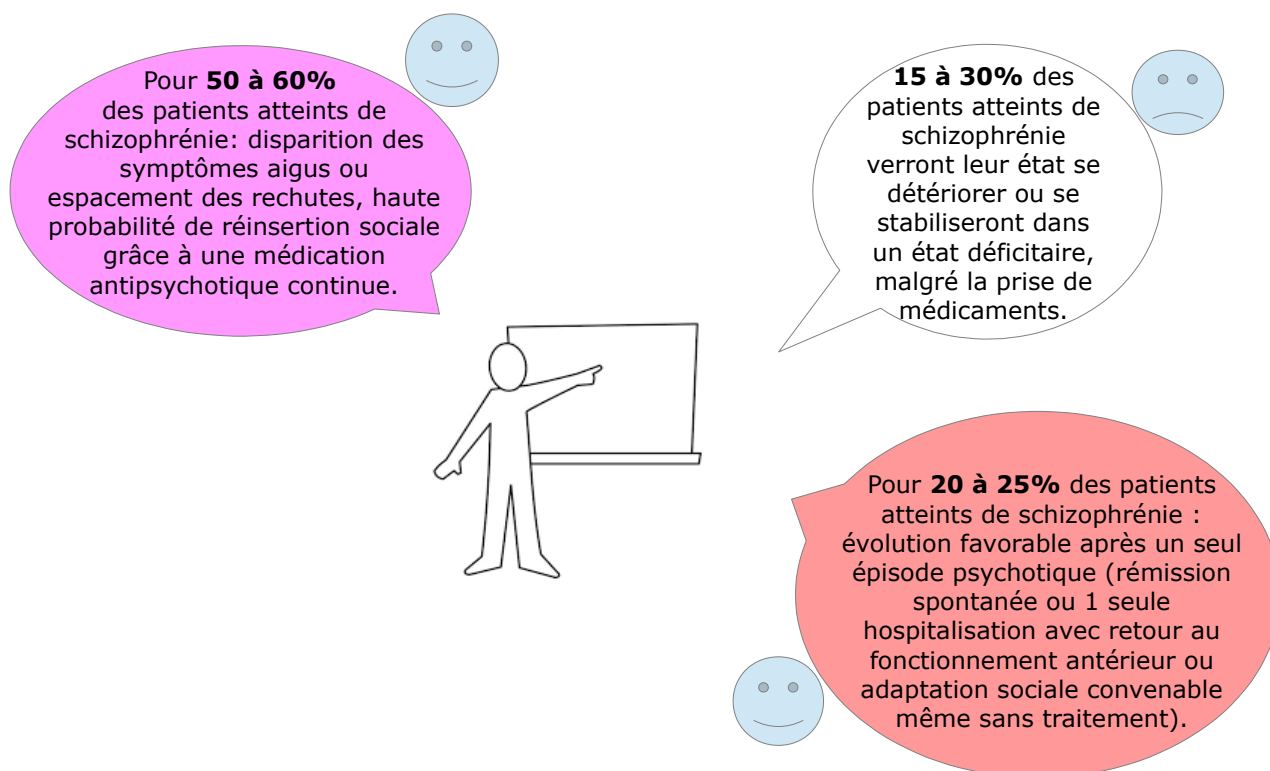 Pour 50 à 60%
des patients atteints de
schizophrénie: disparition des
symptômes aigus ou
espacement des rechutes, haute
probabilité de réinsertion sociale
grâce à une médication
antipsychotique continue.
15 à 30% des
patients atteints de
schizophrénie
verront leur état se
détériorer ou se
stabiliseront dans
un état déficitaire,
malgré la prise de
médicaments.
Pour 20 à 25% des patients
atteints de schizophrénie :
évolution favorable après un seul
épisode psychotique (rémission
spontanée ou 1 seule
hospitalisation avec retour au
fonctionnement antérieur ou
adaptation sociale convenable
même sans traitement).